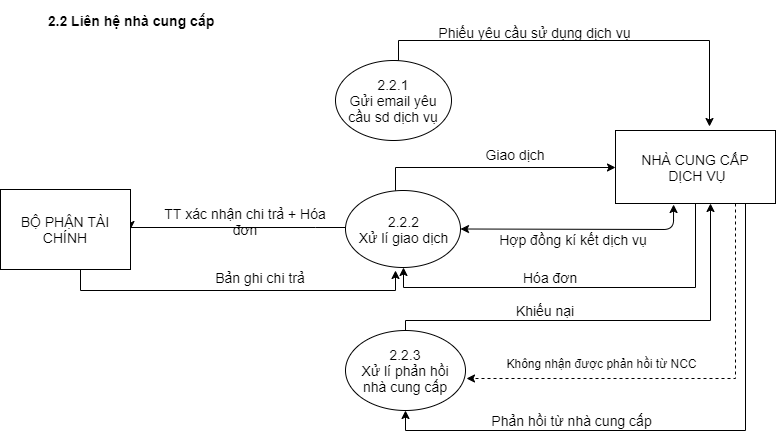 2.2 Liên hệ nhà cung cấp
Phiếu yêu cầu sử dụng dịch vụ
2.2.1
Gửi email yêu
cầu sd dịch vụ
Giao dịch
NHÀ CUNG CẤP
DỊCH VỤ
BỘ PHẬN TÀI
CHÍNH
TT xác nhận chi trả + Hóa
đơn
2.2.2
Xử lí giao dịch
Hợp đồng kí kết dịch vụ
Bản ghi chi trả
Hóa đơn
Khiếu nại
2.2.3
Xử lí phản hồi
nhà cung cấp
Không nhận được phản hồi từ NCC
Phản hồi từ nhà cung cấp